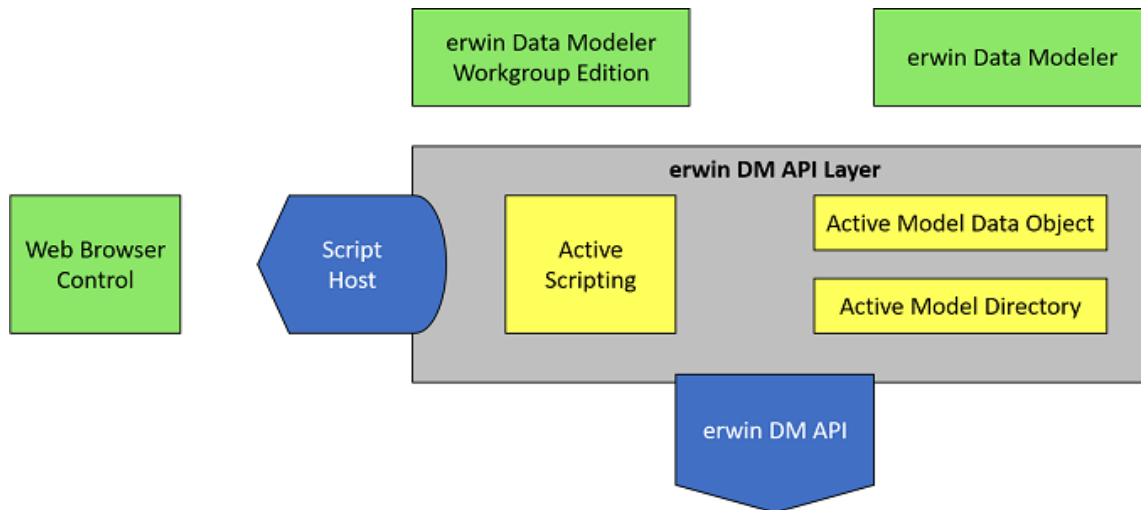 erwin Data Modeler
Workgroup Edition
erwin Data Modeler
erwin DM API Layer
Web Browser
Control
Script
Host
Active
Scripting
Active Model Data Object
Active Model Directory
erwin DM API